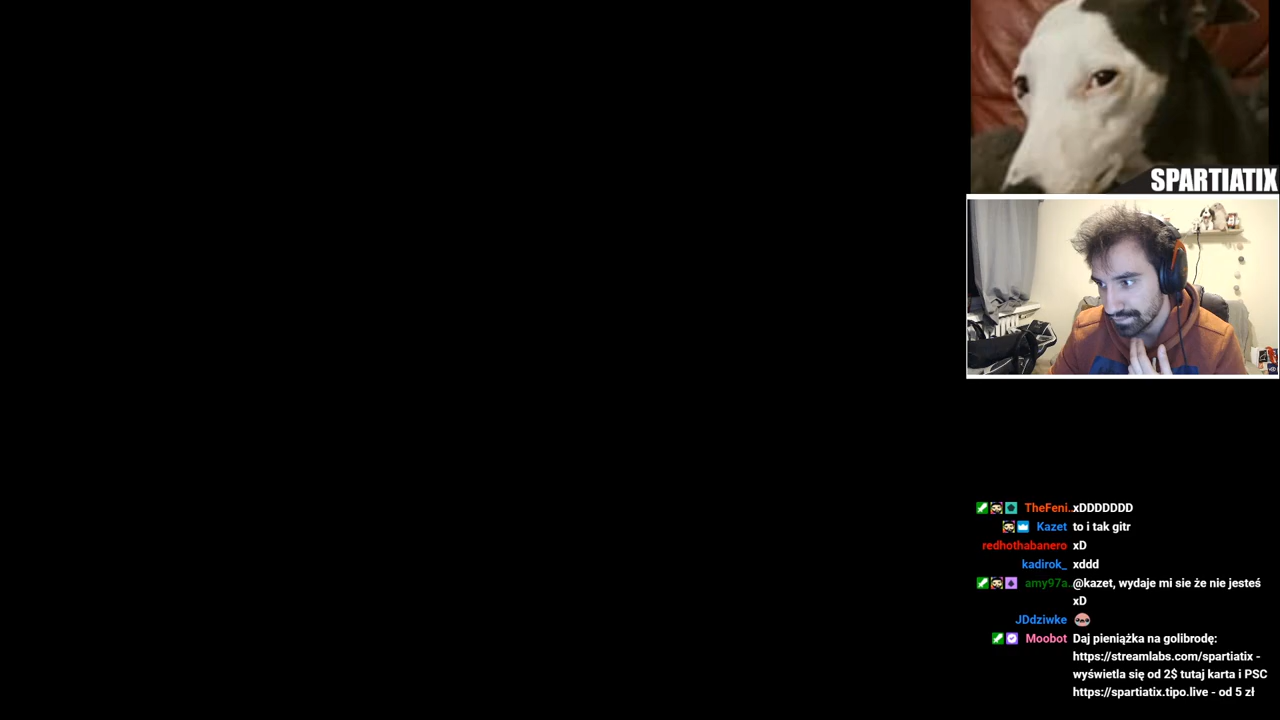 SPARTIATIX
TheFeni.. xDDDDDDD
Kazet to i tak gitr
redhothabanero xD
kadirok_ xddd
amy97a.. @kazet, wydaje mi sie że nie jesteś
xD
JDdziwke
Moobot Daj pieniążka na golibrodę:
https://streamlabs.com/spartiatix -
wyświetla się od 2$ tutaj karta i PSC
https://spartiatix.tipo.live - od 5 zł